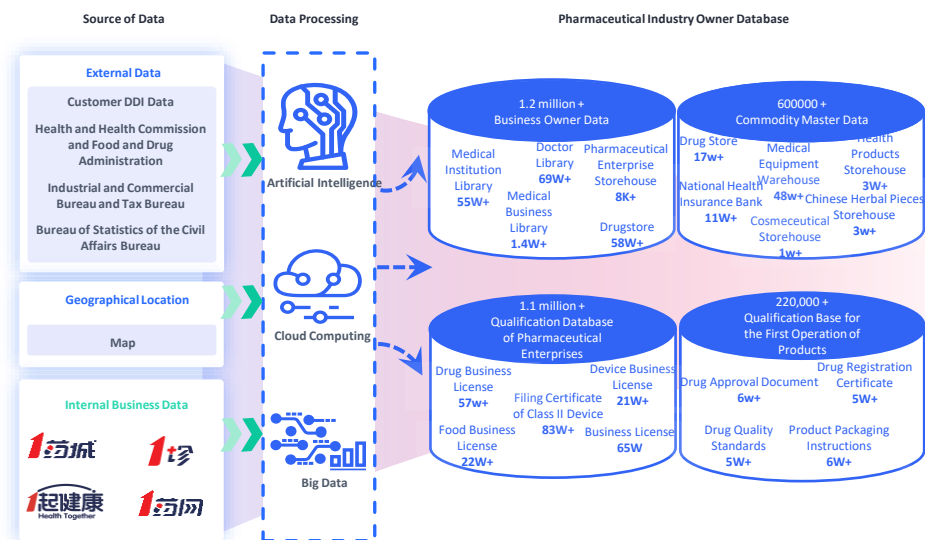 Source of Data
Data Processing
Pharmaceutical Industry Owner Database
External Data
Customer DDI Data
Health and Health Commission
and Food and Drug
Administration
Industrial and Commercial
Bureau and Tax Bureau
Bureau of Statistics of the Civil
Affairs Bureau
Geographical Location
Map
Internal Business Data
1药城
1诊
1起健康
Health Together
1药网
Artificial Intelligence
Cloud Computing
Big Data
1.2 million +
Business Owner Data
Medical
Institution
Library
55W+
Doctor
Library
69W+
Pharmaceutical
Enterprise
Storehouse
8K+
Medical
Business
Library
1.4W+
Drugstore
58W+
600000 +
Commodity Master Data
Drug Store
17w+
Medical
Equipment
Warehouse
48w+
Health
Products
Storehouse
3W+
National Health
Insurance Bank
11W+
Cosmeceutical
Storehouse
1w+
Chinese Herbal Pieces
Storehouse
3w+
1.1 million +
Qualification Database
of Pharmaceutical
Enterprises
Drug Business
License
57w+
Device Business
License
21W+
Filing Certificate
of Class II Device
83W+
Food Business
License
22W+
Business License
65W
220,000 +
Qualification Base for
the First Operation of
Products
Drug Approval Document
6w+
Drug Registration
Certificate
5W+
Drug Quality
Standards
5W+
Product Packaging
Instructions
6W+